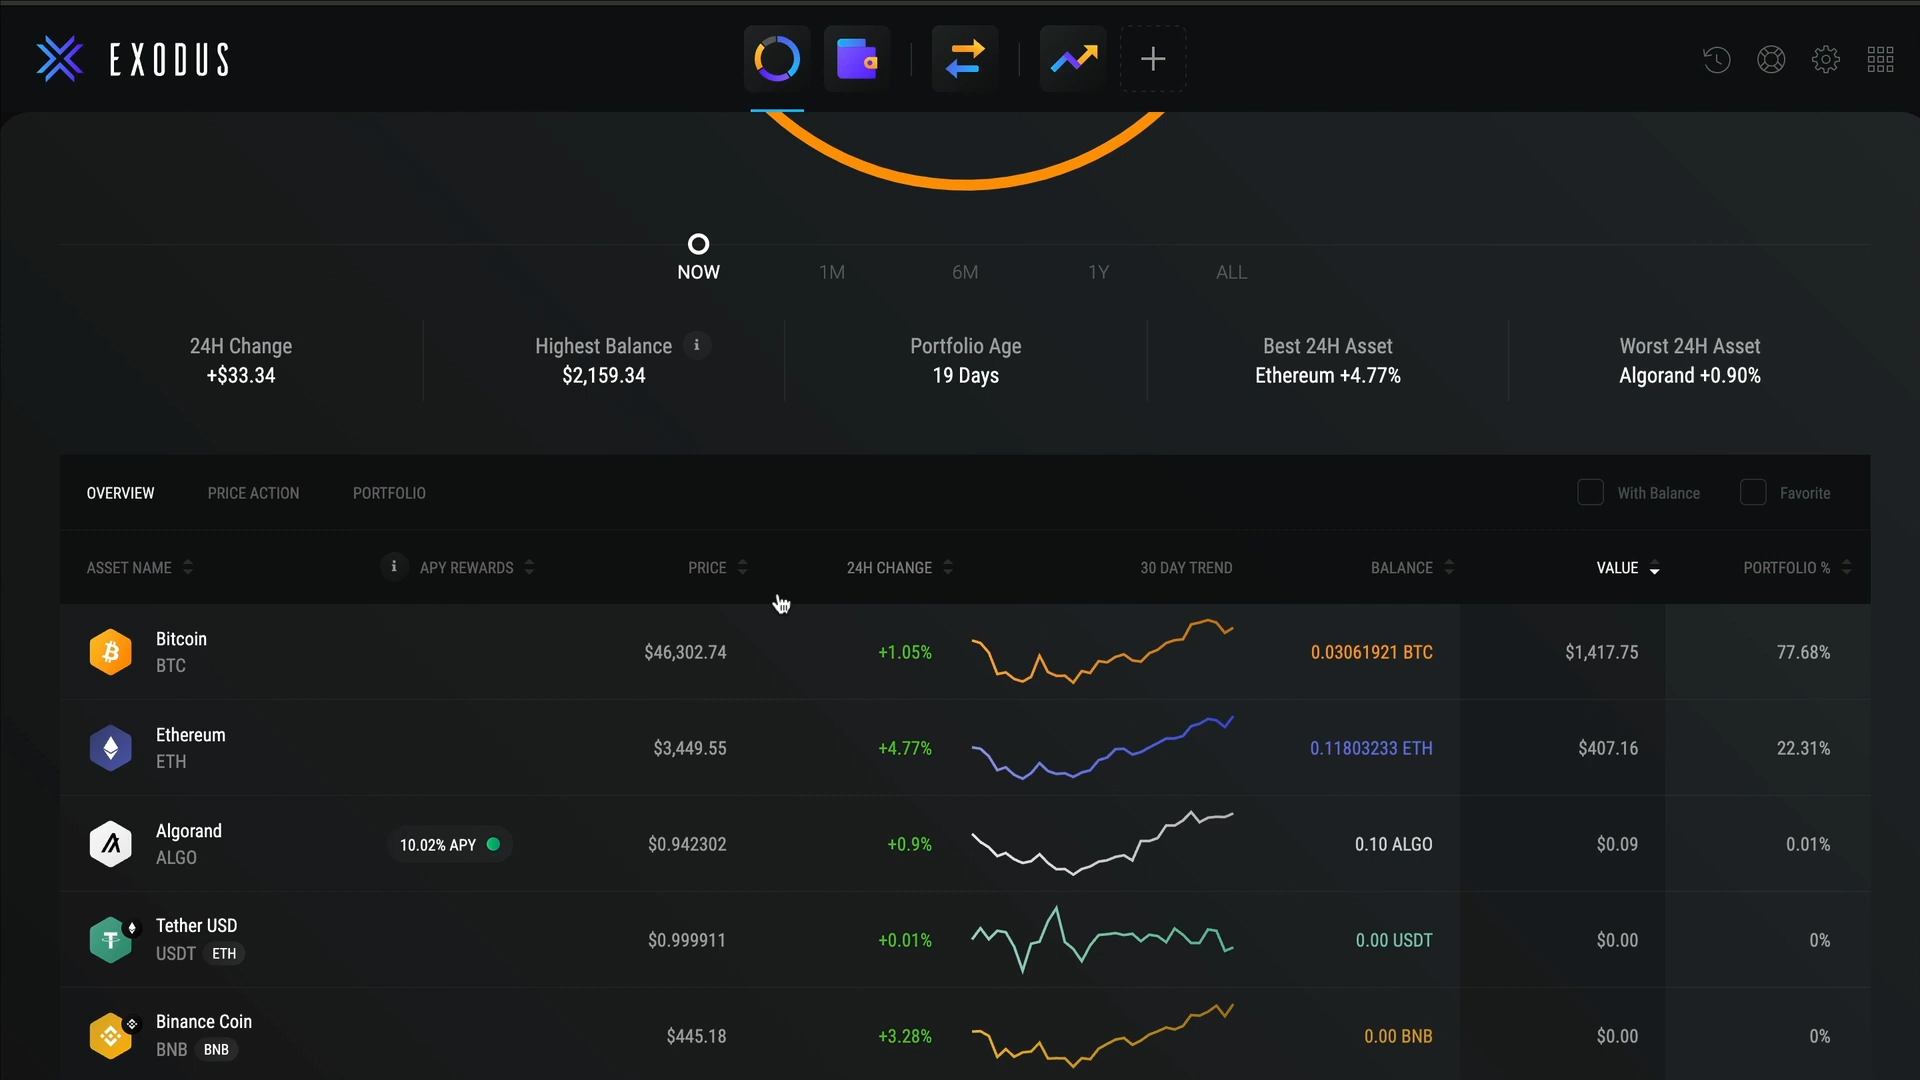 EXODUS
NOW 1M 6M 1Y ALL
24H Change Highest Balance i Portfolio Age Best 24H Asset Worst 24H Asset
+$33.34 $2,159.34 19 Days Ethereum +4.77% Algorand +0.90%
OVERVIEW PRICE ACTION PORTFOLIO With Balance Favorite
ASSET NAME i APY REWARDS PRICE 24H CHANGE 30 DAY TREND BALANCE VALUE PORTFOLIO %
Bitcoin
BTC
$46,302.74 +1.05% 0.03061921 BTC $1,417.75 77.68%
Ethereum
ETH
$3,449.55 +4.77% 0.11803233 ETH $407.16 22.31%
Algorand
ALGO
10.02% APY $0.942302 +0.9% 0.10 ALGO $0.09 0.01%
Tether USD
USDT ETH
$0.999911 +0.01% 0.00 USDT $0.00 0%
Binance Coin
BNB BNB
$445.18 +3.28% 0.00 BNB $0.00 0%